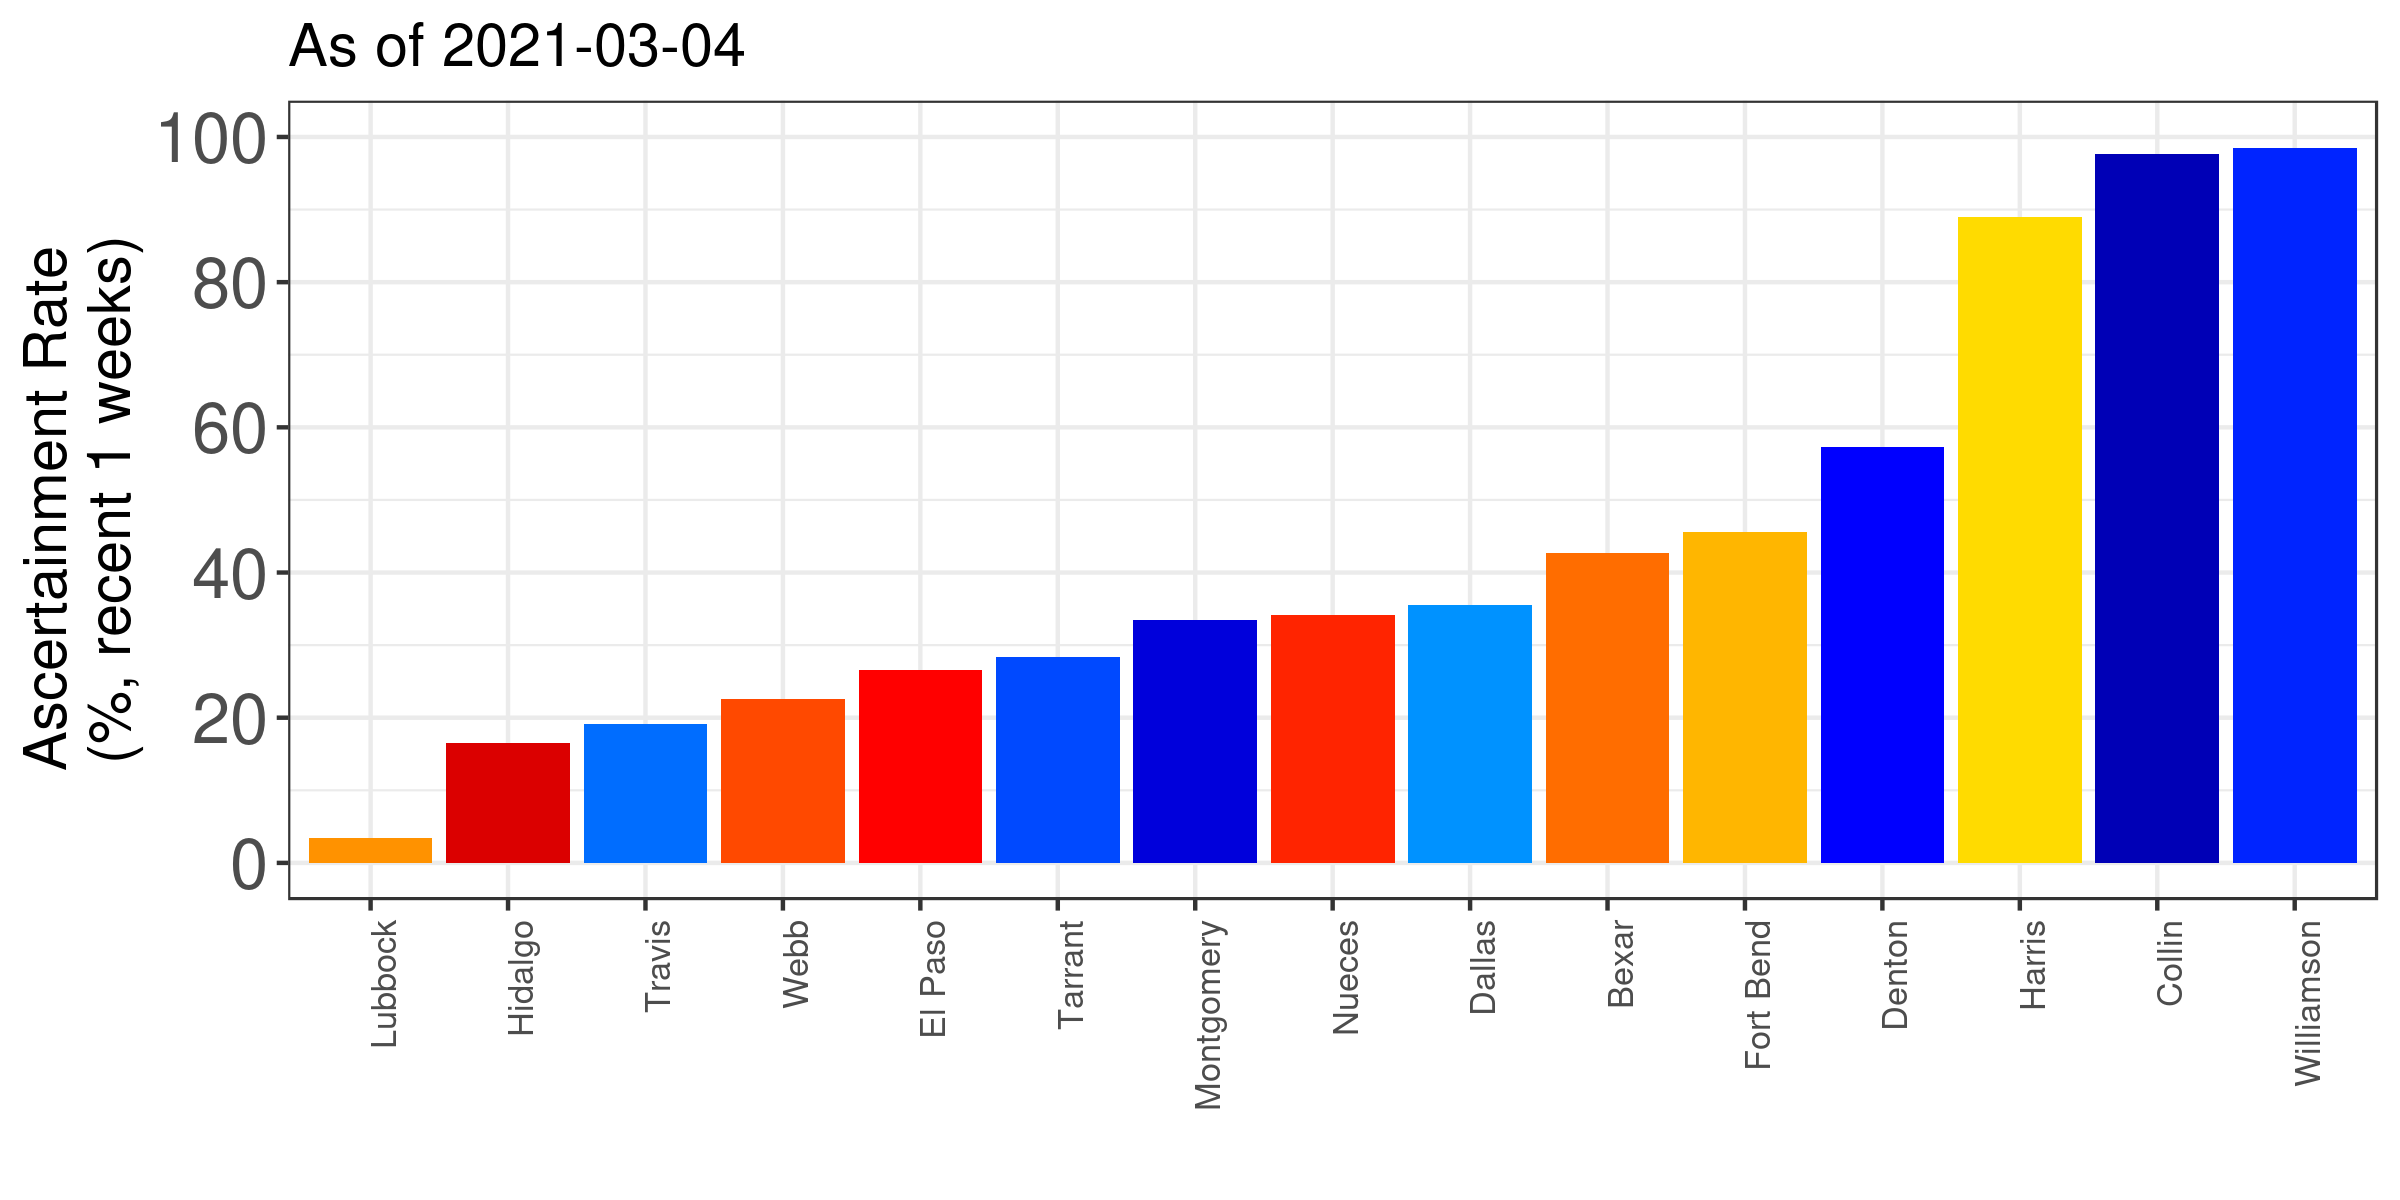 As of 2021-03-04
Ascertainment Rate
(%, recent 1 weeks)
100
80
60
40
20
0
Lubbock
Hidalgo
Travis
Webb
El Paso
Tarrant
Montgomery
Nueces
Dallas
Bexar
Fort Bend
Denton
Harris
Collin
Williamson